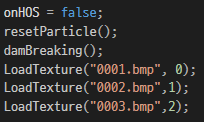 onHOS = false;
resetParticle();
damBreaking();
LoadTexture("0001.bmp", 0);
LoadTexture("0002.bmp",1);
LoadTexture("0003.bmp",2);